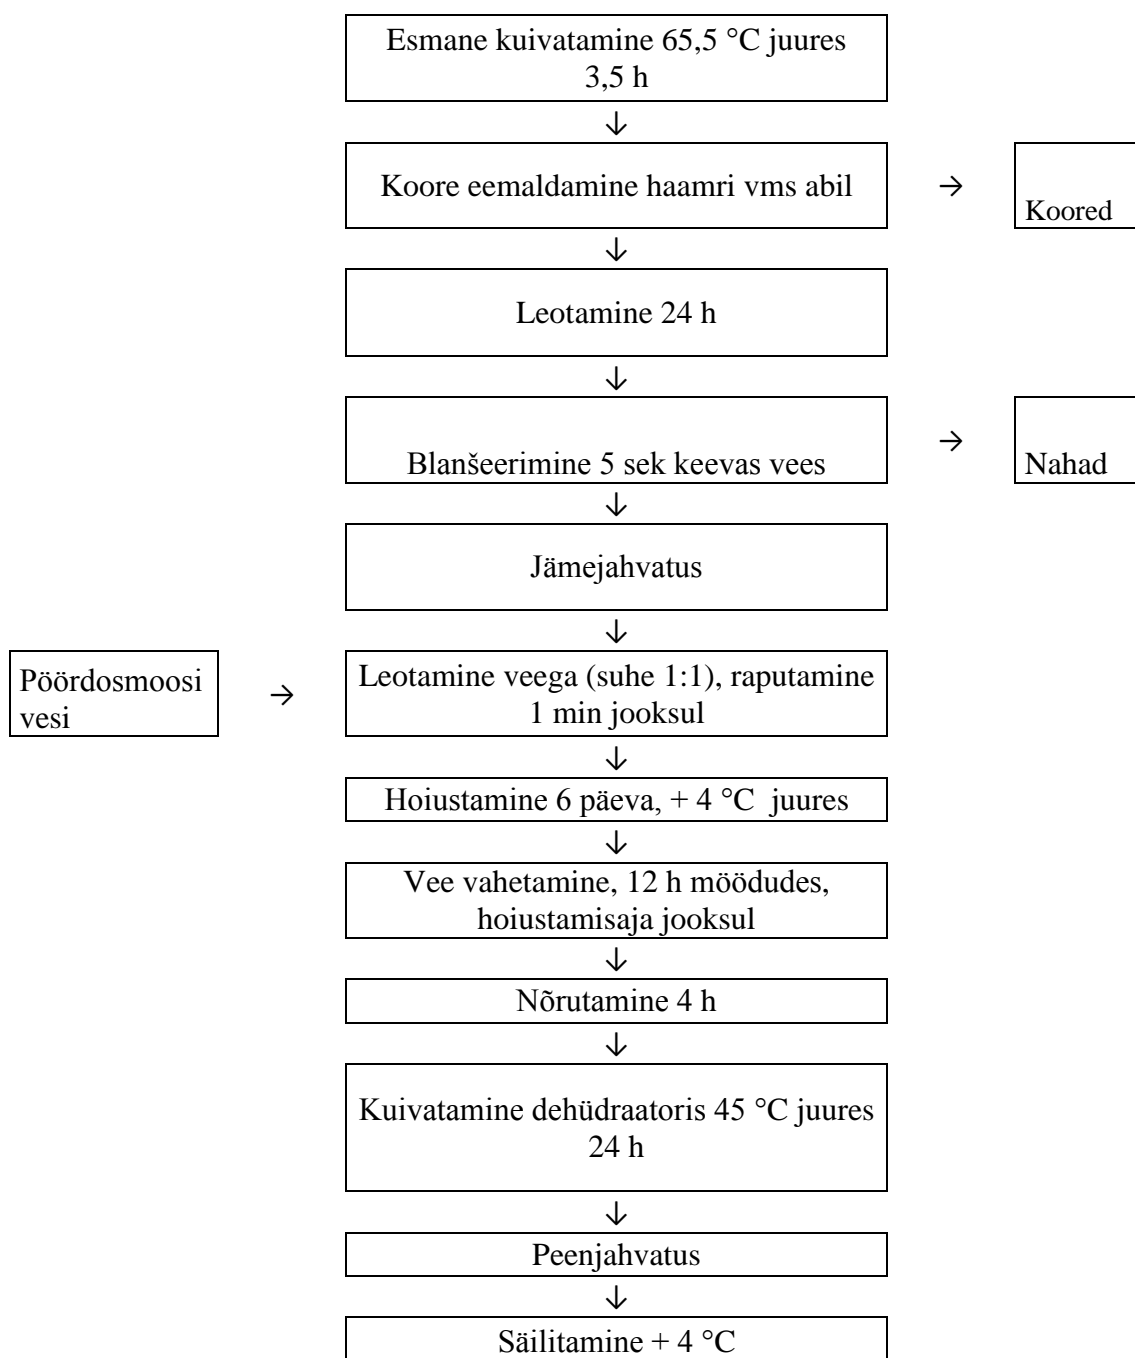 Esmane kuivatamine 65,5 °C juures
3,5 h
↓
Koore eemaldamine haamri vms abil
→
Koored
↓
Leotamine 24 h
↓
Blanšeerimine 5 sek keevas vees
→
Nahad
↓
Jämejahvatus
↓
Pöördosmoosi
vesi
→
Leotamine veega (suhe 1:1), raputamine
1 min jooksul
↓
Hoiustamine 6 päeva, + 4 °C juures
↓
Vee vahetamine, 12 h möödudes,
hoiustamisaja jooksul
↓
Nõrutamine 4 h
↓
Kuivatamine dehüdraatoris 45 °C juures
24 h
↓
Peenjahvatus
↓
Säilitamine + 4 °C